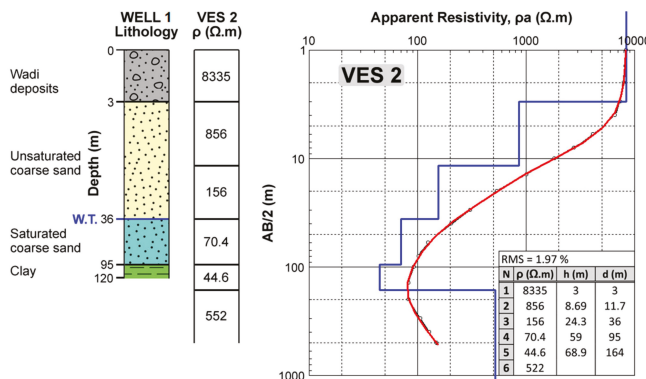 WELL 1
Lithology
VES 2
ρ (Ω.m)
0
Wadi
deposits
8335
3
Depth (m)
856
Unsaturated
coarse sand
156
W.T. 36
Saturated
coarse sand
70.4
95
Clay
44.6
120
552
Apparent Resistivity, ρa (Ω.m)
10 100 1000 10000
1
VES 2
10
AB/2 (m)
100
1000
RMS = 1.97 %
N ρ (Ω.m) h (m) d (m)
1 8335 3 3
2 856 8.69 11.7
3 156 24.3 36
4 70.4 59 95
5 44.6 68.9 164
6 522